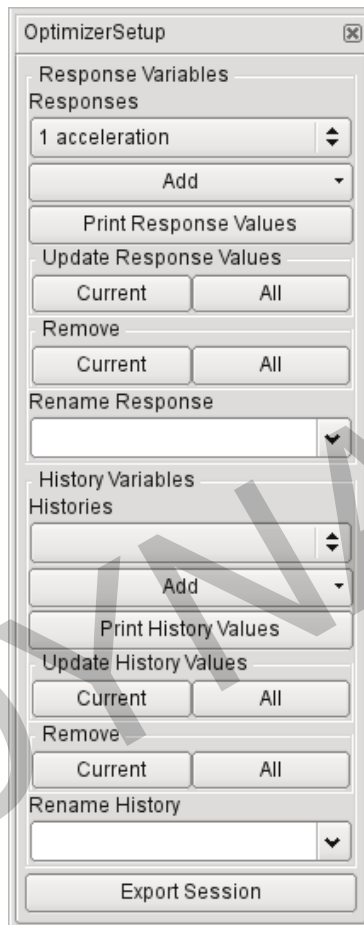 OptimizerSetup
Response Variables
Responses
1 acceleration
Add
Print Response Values
Update Response Values
Current All
Remove
Current All
Rename Response
History Variables
Histories
Add
Print History Values
Update History Values
Current All
Remove
Current All
Rename History
Export Session